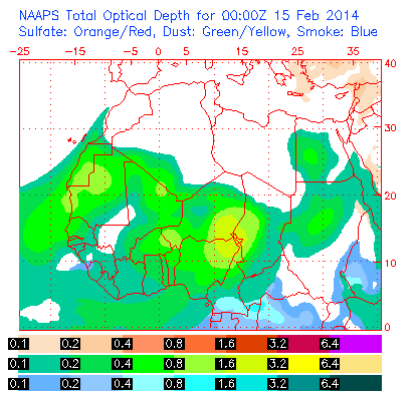 NAAPS Total Optical Depth for 00:00Z 15 Feb 2014
Sulfate: Orange/Red, Dust: Green/Yellow, Smoke: Blue
-25 -15 -5 5 15 25 35
40
30
20
10
0
0.1 0.2 0.4 0.8 1.6 3.2 6.4
0.1 0.2 0.4 0.8 1.6 3.2 6.4
0.1 0.2 0.4 0.8 1.6 3.2 6.4